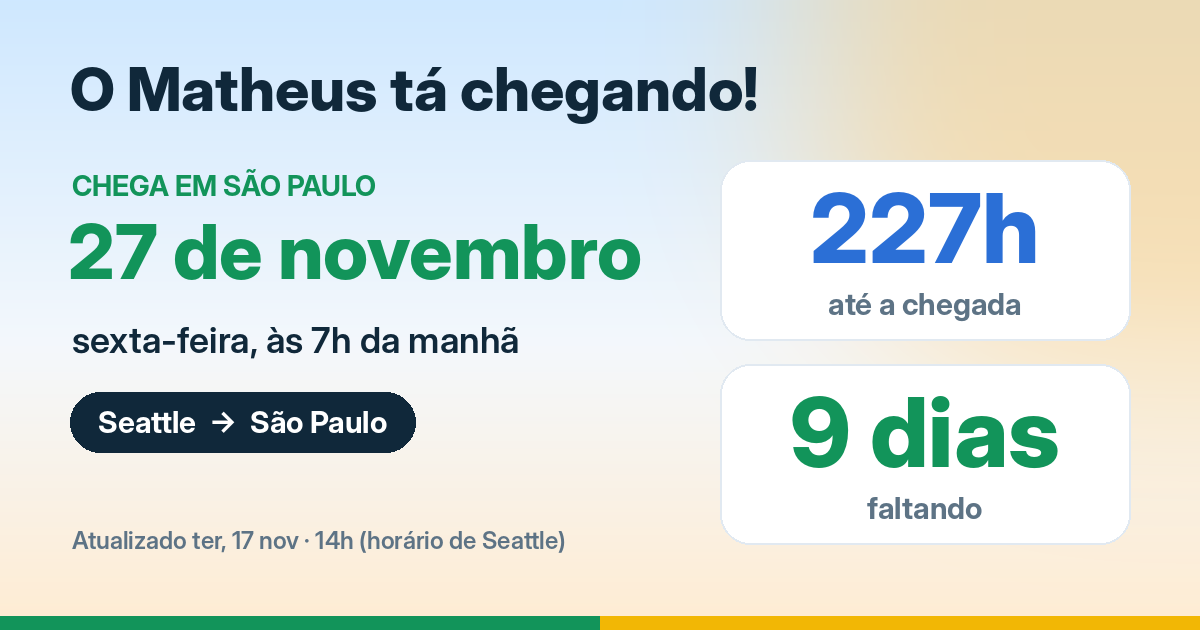 O Matheus tá chegando!
CHEGA EM SÃO PAULO
27 de novembro
sexta-feira, às 7h da manhã
Seattle → São Paulo
Atualizado ter, 17 nov · 14h (horário de Seattle)
227h
até a chegada
9 dias
faltando